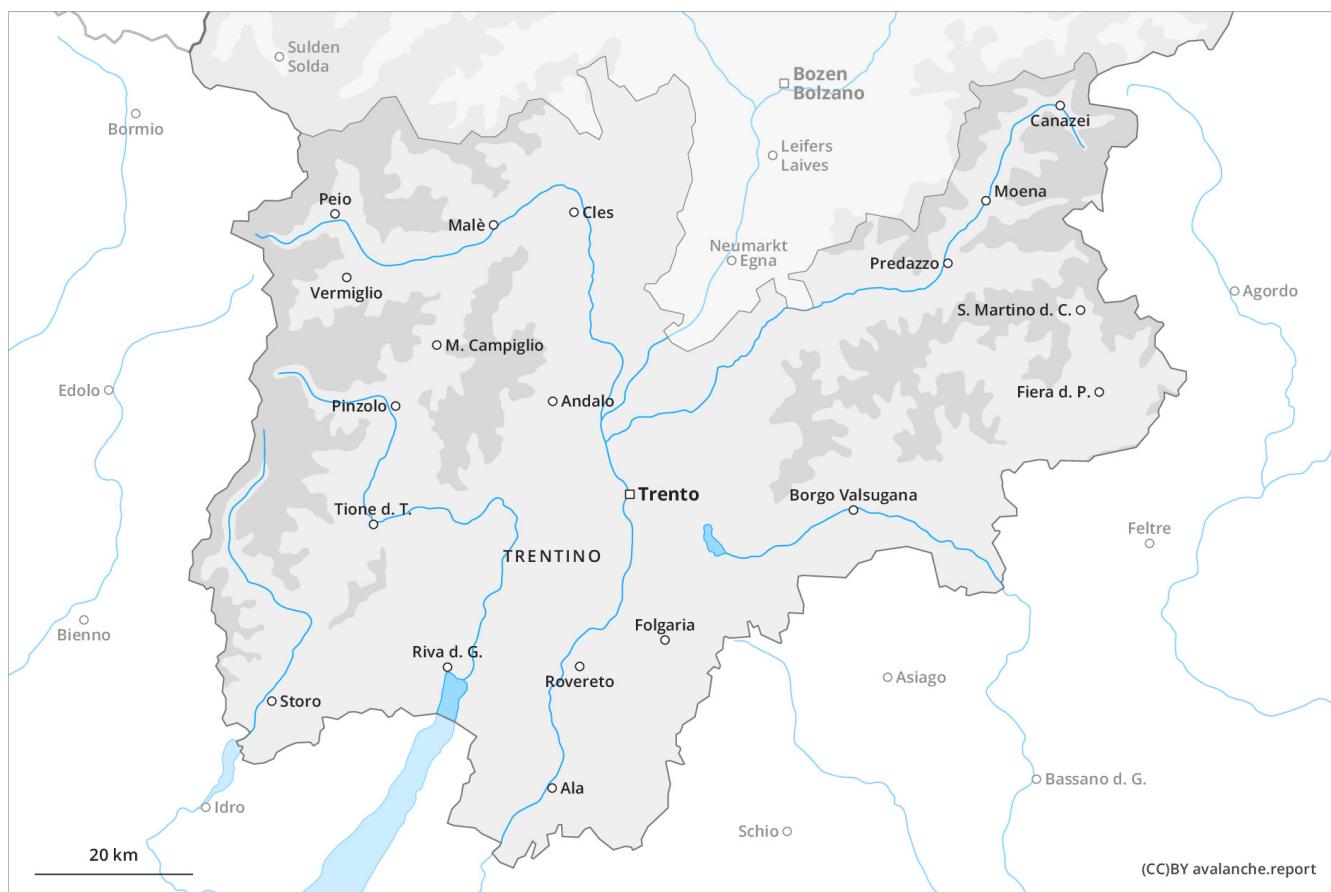 Sulden
Solda
Bozen
Bolzano
Bormio
Canazei
Leifers
Laives
Peio
Malè
Cles
Moena
Neumarkt
Egna
Predazzo
Vermiglio
Agordo
S. Martino d. C.
M. Campiglio
Edolo
Pinzolo
Andalo
Fiera d. P.
Trento
Borgo Valsugana
Tione d. T.
Feltre
TRENTINO
Bienno
Folgaria
Riva d. G.
Rovereto
Asiago
Storo
Bassano d. G.
Ala
Idro
Schio
20 km
(CC)BY avalanche.report